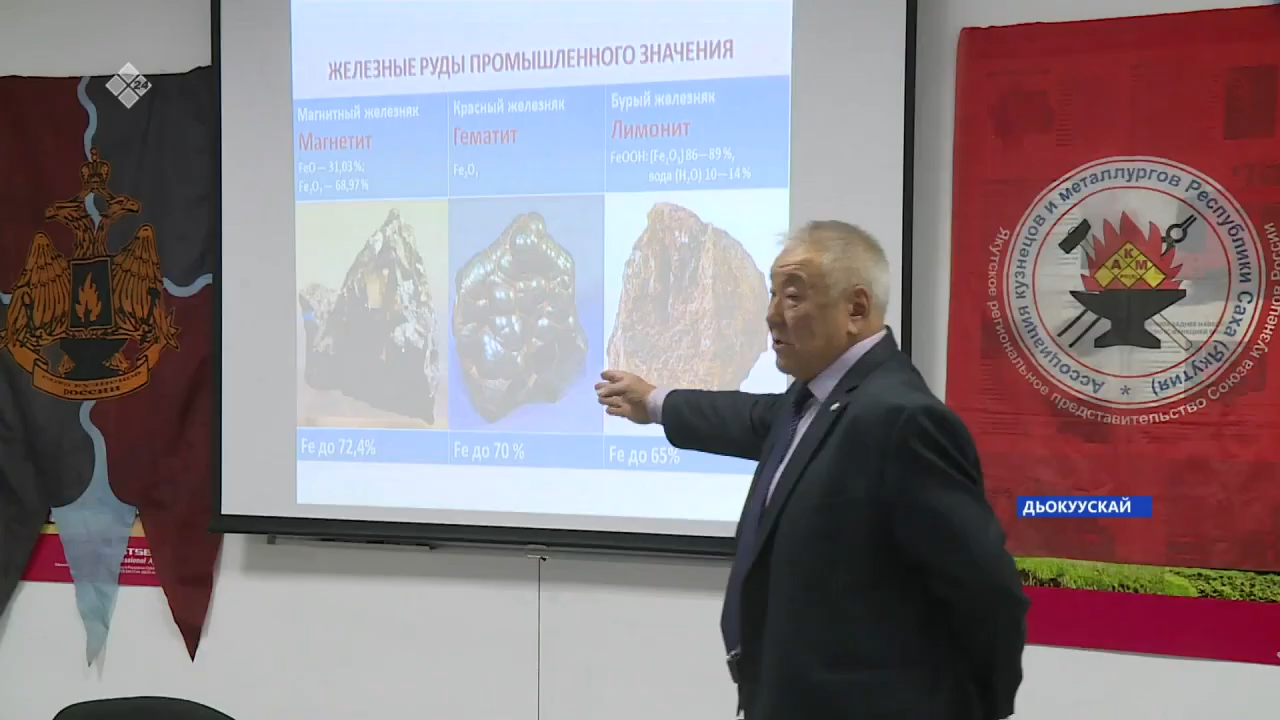 Х24
ЖЕЛЕЗНЫЕ РУДЫ ПРОМЫШЛЕННОГО ЗНАЧЕНИЯ
Магнитный железняк
Магнетит
FeO — 31,03%;
Fe₂O₃ — 68,97%
Красный железняк
Гематит
Fe₂O₃
Бурый железняк
Лимонит
FeOOH: (Fe₂O₃) 86—89%,
вода (H₂O) 10—14%
Fe до 72,4%
Fe до 70 %
Fe до 65%
РОССИИ
Ассоциация кузнецов и металлургов Республики Саха (Якутия) *
Якутское региональное представительство Союза кузнецов России
К
А М
ДЬОКУУСКАЙ